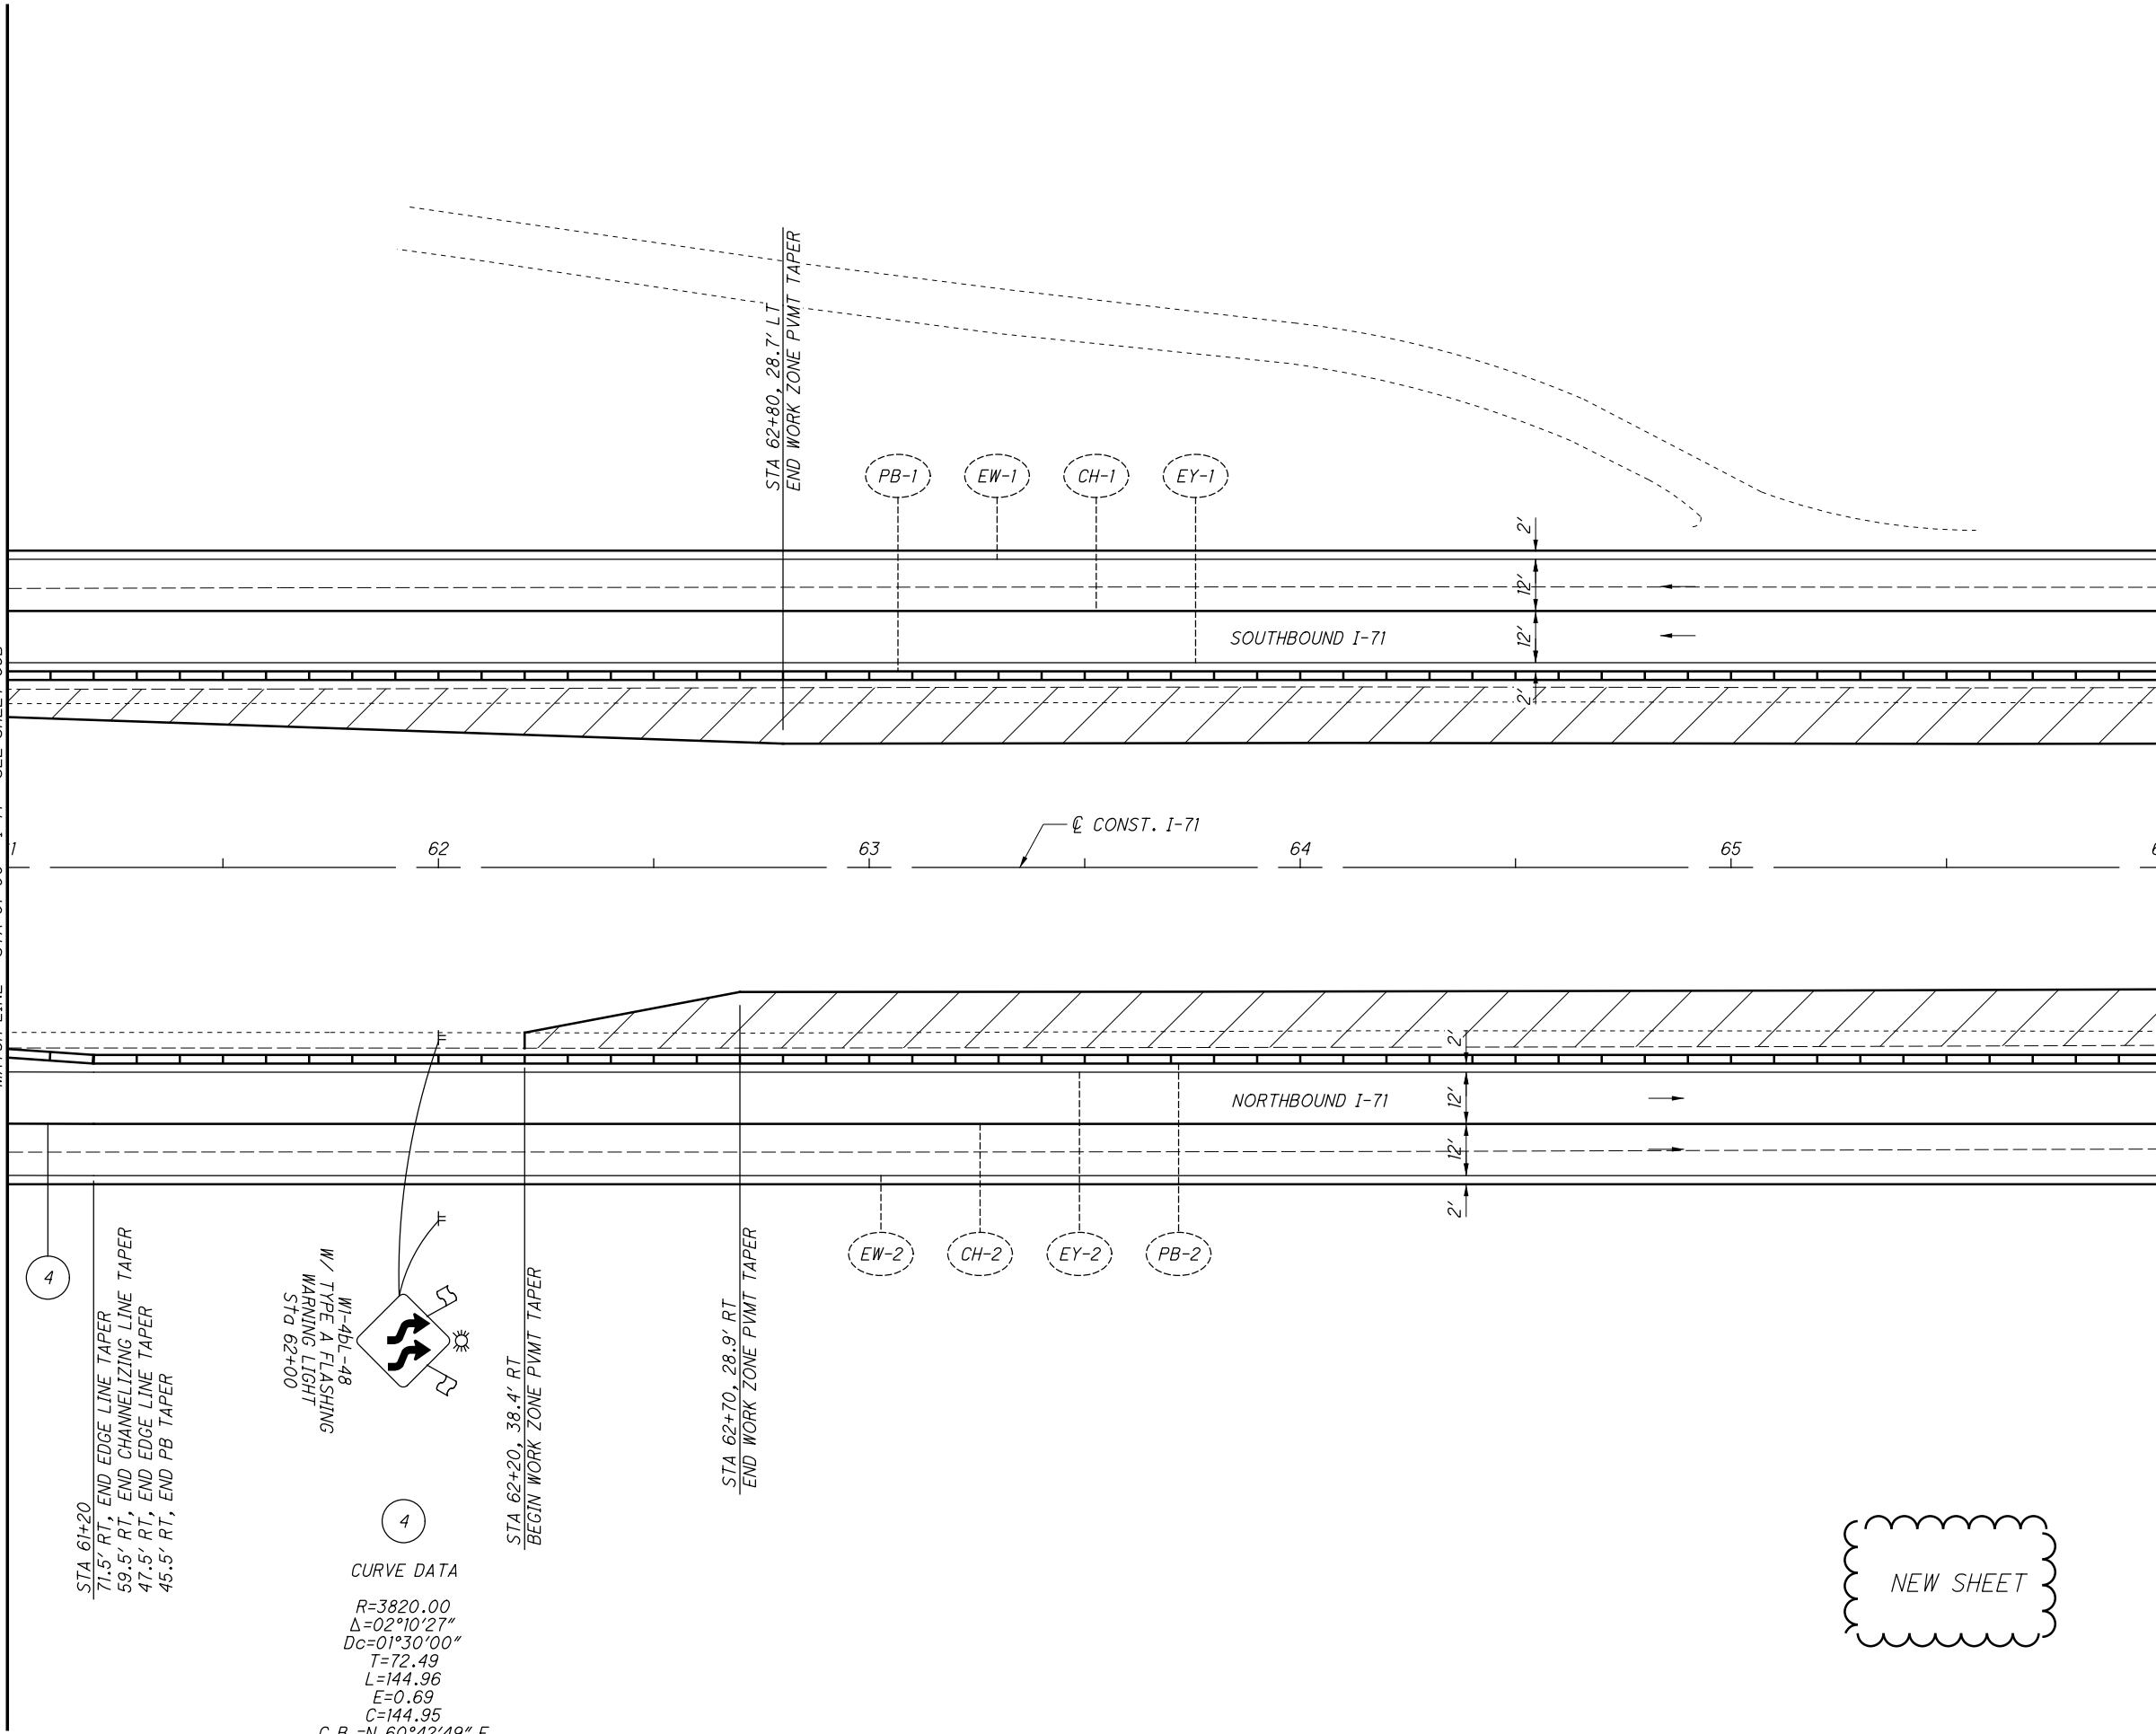 STA 62+80, 28.7' LT
END WORK ZONE PVMT TAPER
PB-1
EW-1
CH-1
EY-1
2'
12'
12'
2'
SOUTHBOUND I-71
℄ CONST. I-71
62
63
64
65
2'
12'
12'
2'
NORTHBOUND I-71
EW-2
CH-2
EY-2
PB-2
4
STA 61+20
71.5' RT, END EDGE LINE TAPER
59.5' RT, END CHANNELIZING LINE TAPER
47.5' RT, END EDGE LINE TAPER
45.5' RT, END PB TAPER
W1-4bL-48
W/ TYPE A FLASHING
WARNING LIGHT
Sta 62+00
STA 62+20, 38.4' RT
BEGIN WORK ZONE PVMT TAPER
STA 62+70, 28.9' RT
END WORK ZONE PVMT TAPER
4
CURVE DATA
R=3820.00
Δ=02°10'27"
Dc=01°30'00"
T=72.49
L=144.96
E=0.69
C=144.95
C.B.=N 60°42'49" E
NEW SHEET